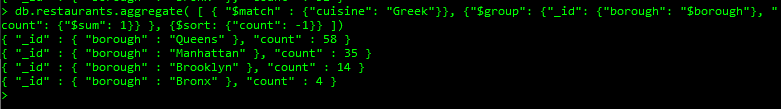 > db.restaurants.aggregate( [ { "$match" : {"cuisine": "Greek"}}, {"$group": {"_id": {"borough": "$borough"}, "
count": {"$sum": 1}} }, {$sort: {"count": -1}} ])
{ "_id" : { "borough" : "Queens" }, "count" : 58 }
{ "_id" : { "borough" : "Manhattan" }, "count" : 35 }
{ "_id" : { "borough" : "Brooklyn" }, "count" : 14 }
{ "_id" : { "borough" : "Bronx" }, "count" : 4 }
>